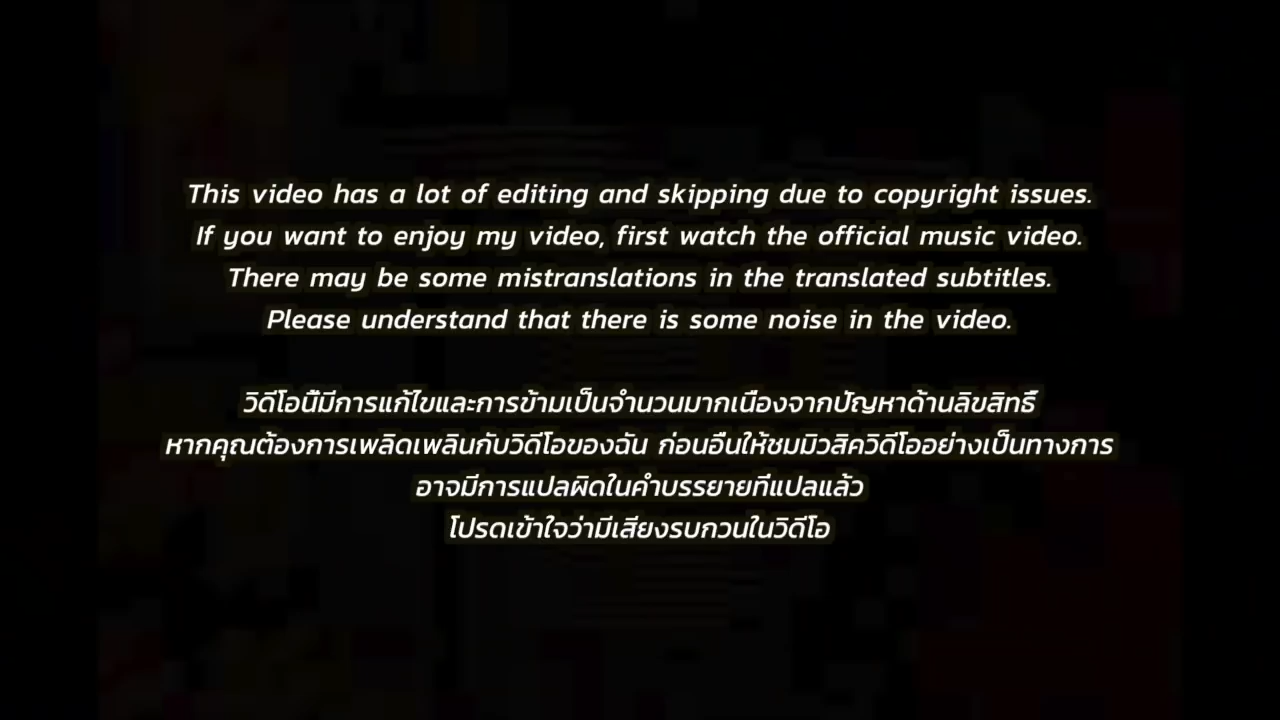 This video has a lot of editing and skipping due to copyright issues.
If you want to enjoy my video, first watch the official music video.
There may be some mistranslations in the translated subtitles.
Please understand that there is some noise in the video.
วิดีโอนี้มีการแก้ไขและการข้ามเป็นจำนวนมากเนื่องจากปัญหาด้านลิขสิทธิ์
หากคุณต้องการเพลิดเพลินกับวิดีโอของฉัน ก่อนอื่นให้ชมมิวสิควิดีโออย่างเป็นทางการ
อาจมีการแปลผิดในคำบรรยายที่แปลแล้ว
โปรดเข้าใจว่ามีเสียงรบกวนในวิดีโอ